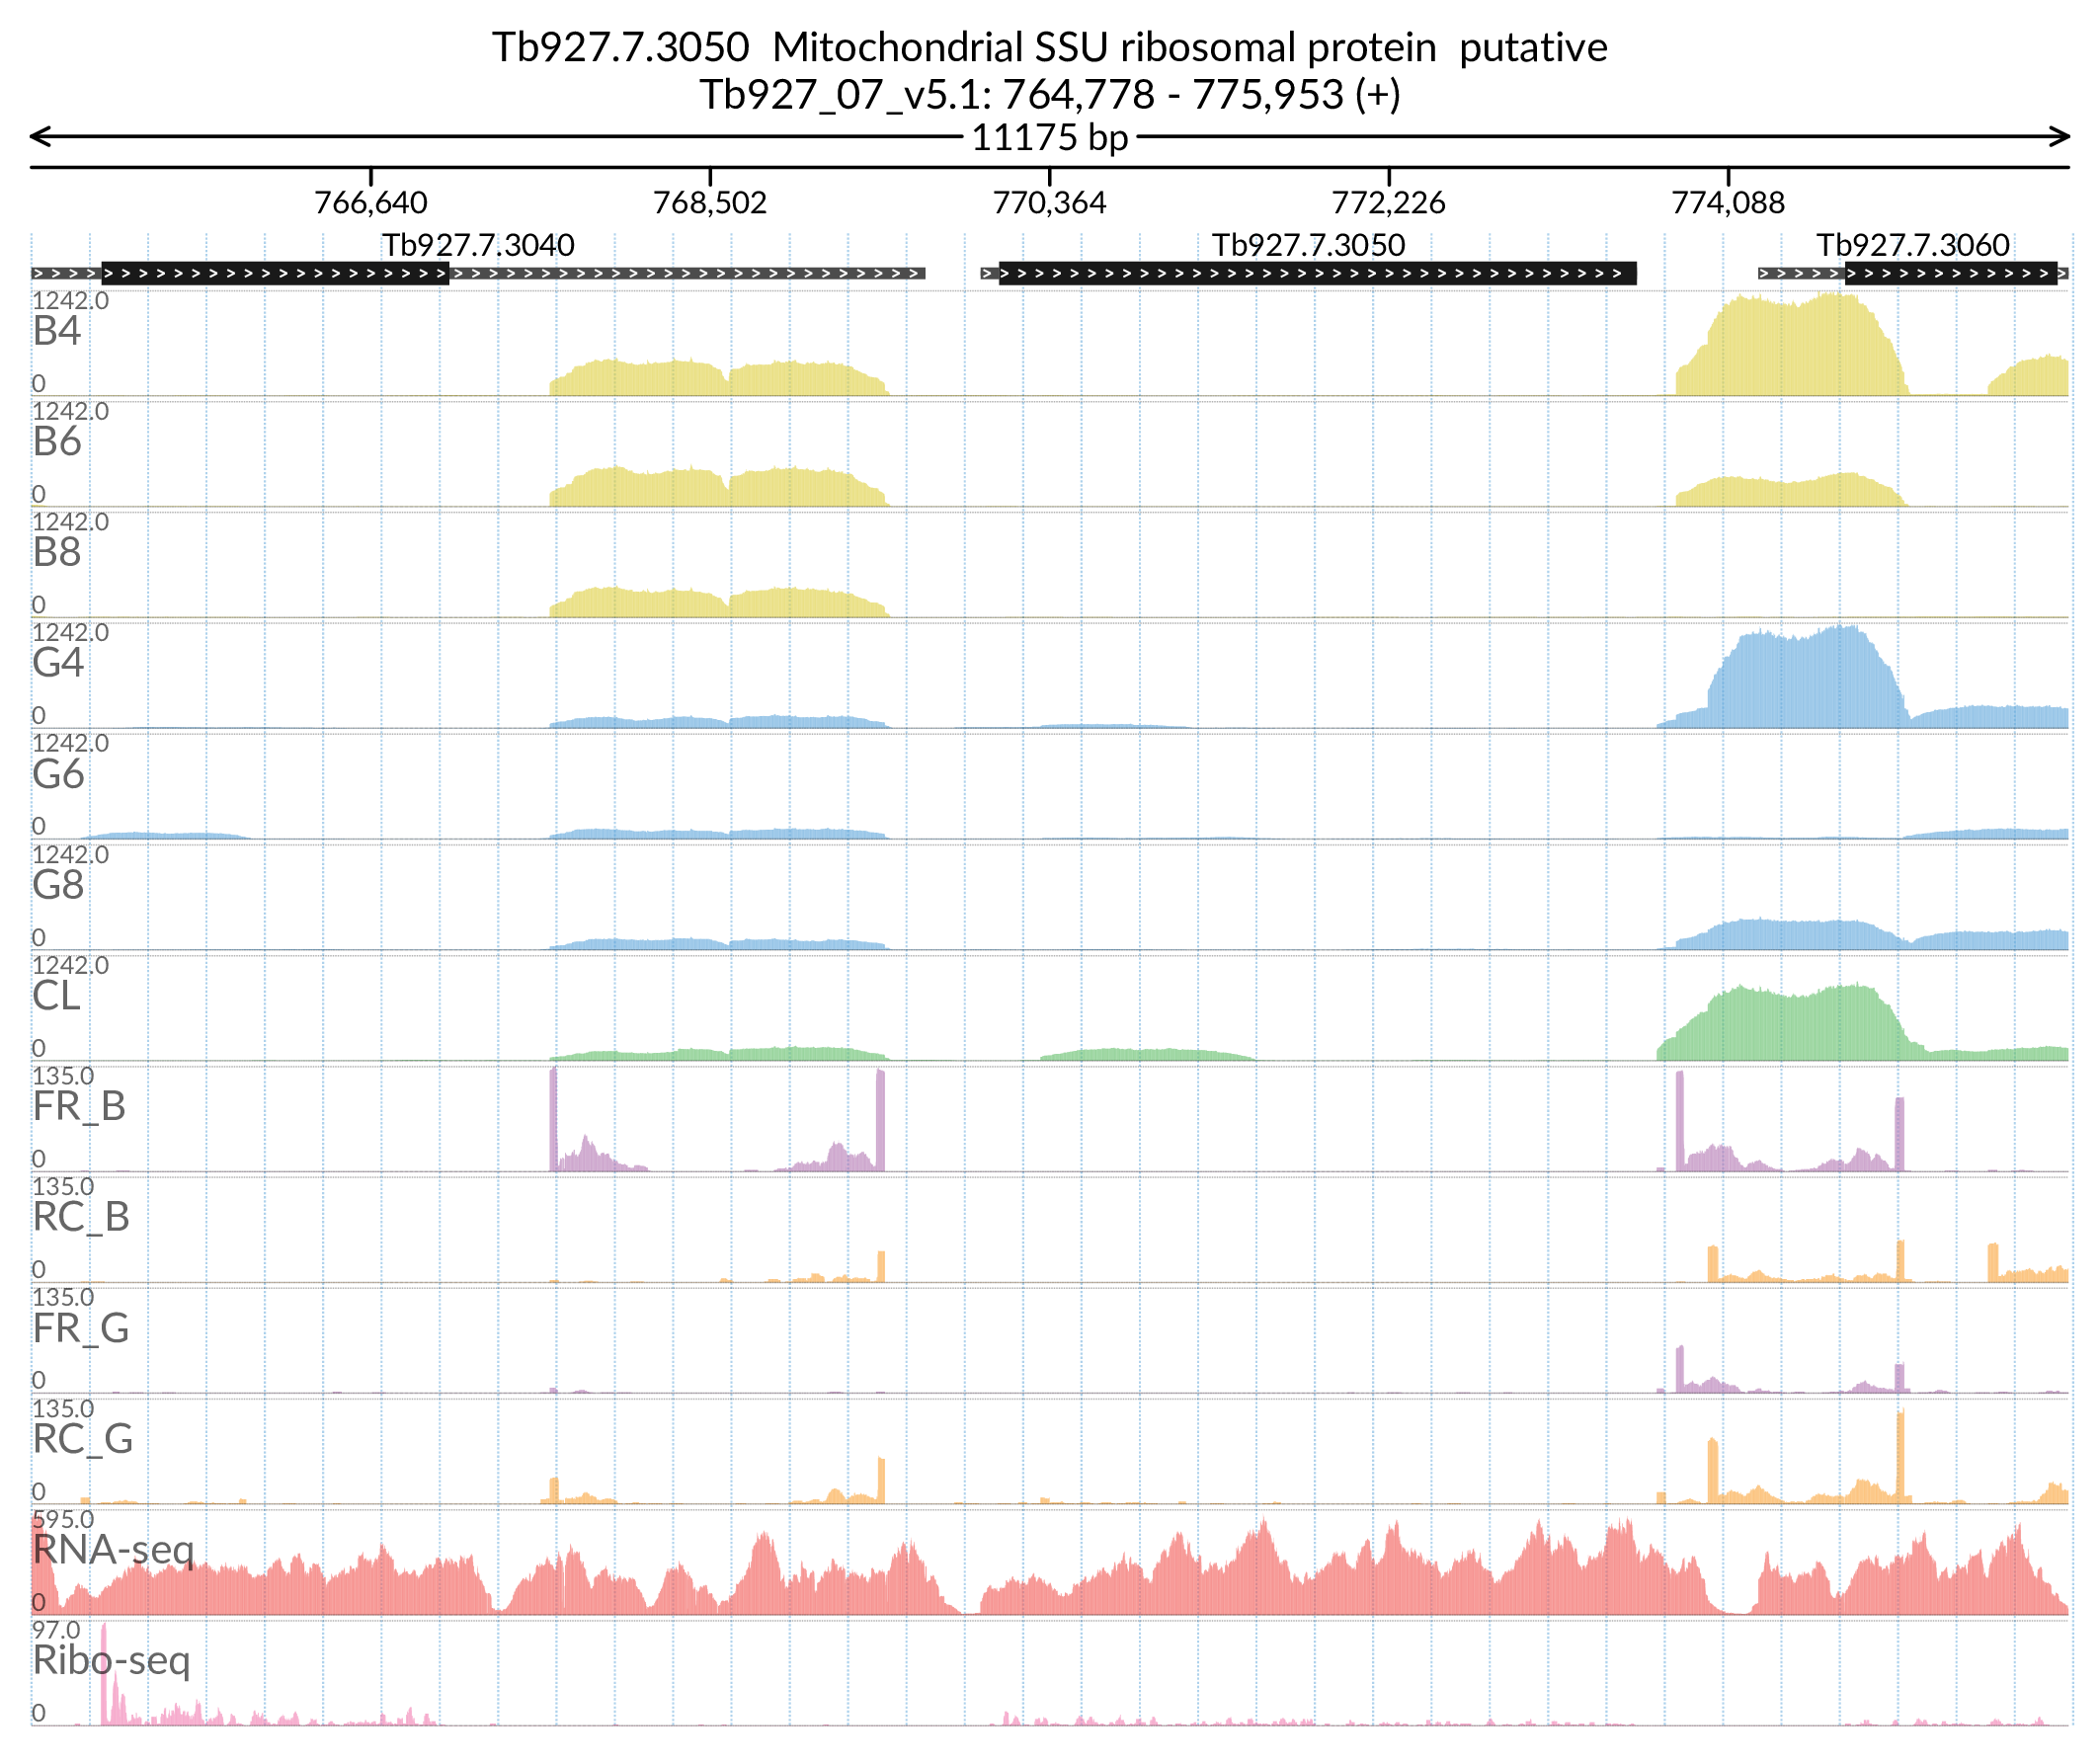 Tb927.7.3050 Mitochondrial SSU ribosomal protein putative
Tb927_07_v5.1: 764,778 - 775,953 (+)
11175 bp
766,640 768,502 770,364 772,226 774,088
Tb927.7.3040 Tb927.7.3050 Tb927.7.3060
1242.0
B4
0
1242.0
B6
0
1242.0
B8
0
1242.0
G4
0
1242.0
G6
0
1242.0
G8
0
1242.0
CL
0
135.0
FR_B
0
135.0
RC_B
0
135.0
FR_G
0
135.0
RC_G
0
595.0
RNA-seq
0
97.0
Ribo-seq
0